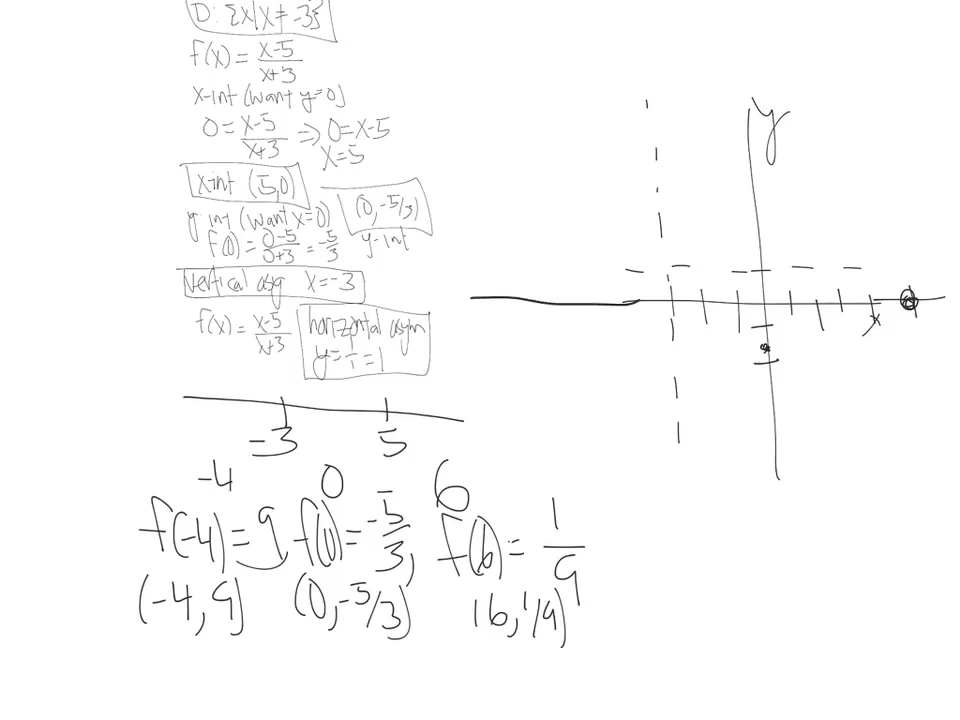 D: {x|x≠-3}
f(x) = x-5/x+3
x-int (want y=0)
0 = x-5/x+3 ⇒ 0=x-5
x=5
x-int (5,0)
y int (want x=0)
(0, -5/3)
y-int
f(0) = 0-5/0+3 = -5/3
vertical asy x=-3
f(x) = x-5/x+3
horizontal asym
y = 1/1 = 1
-3 5
-4 0 6
f(-4) = 9, f(0) = -5/3, f(6) = 1/9
(-4, 9) (0, -5/3) (6, 1/9)
y
x